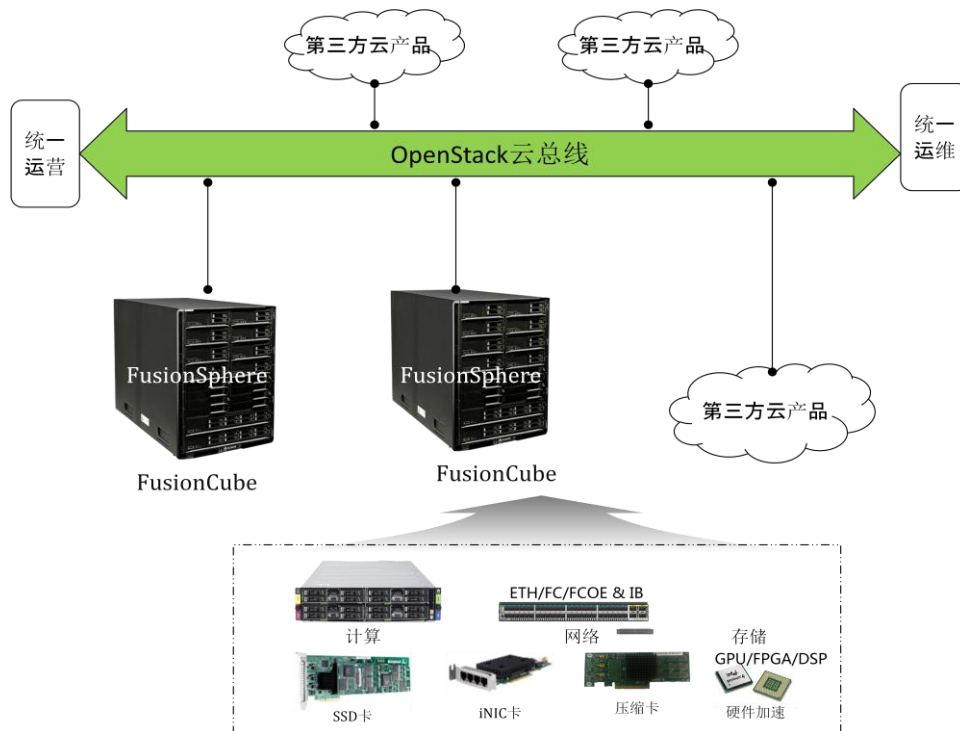 第三方云产品
第三方云产品
统一
运营
OpenStack云总线
统一
运维
FusionSphere
FusionSphere
第三方云产品
FusionCube
FusionCube
ETH/FC/FCOE & IB
计算
网络
存储
GPU/FPGA/DSP
SSD卡
iNIC卡
压缩卡
硬件加速